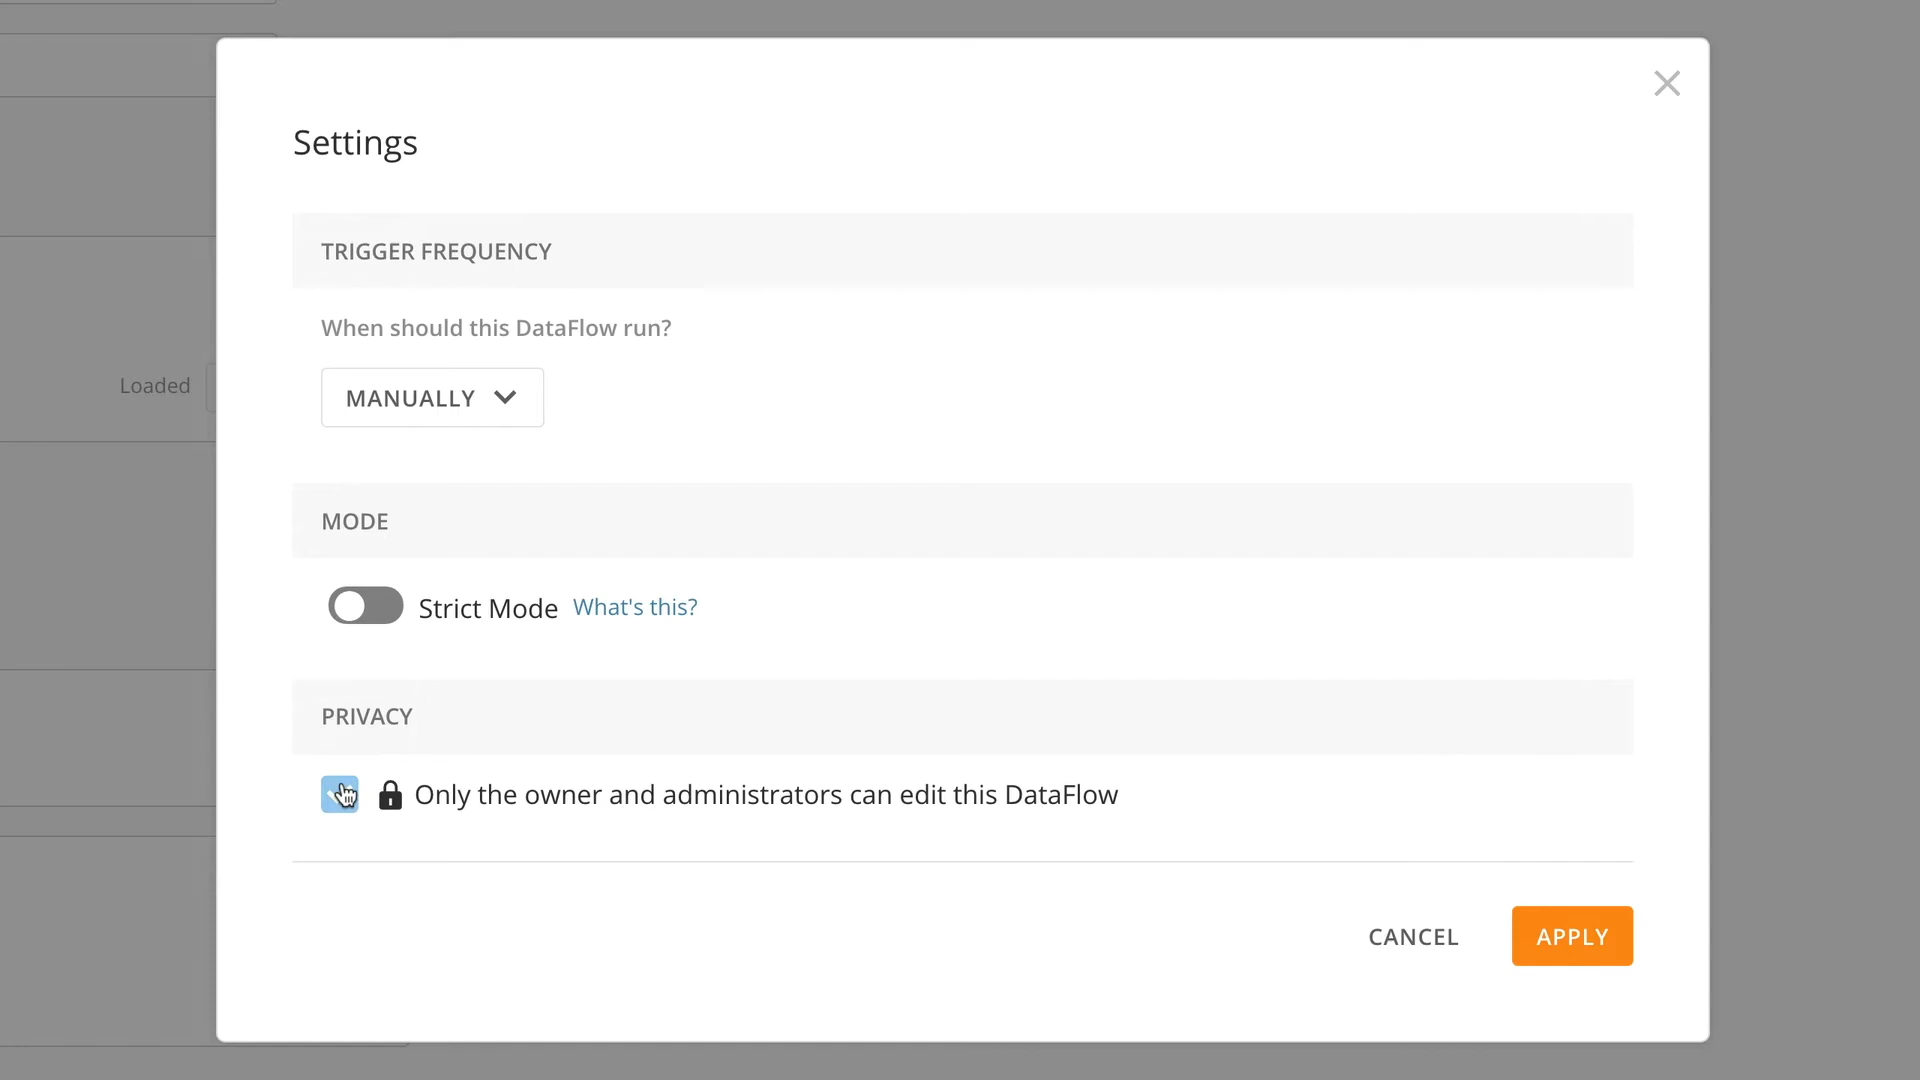 Settings
TRIGGER FREQUENCY
When should this DataFlow run?
MANUALLY
Loaded
MODE
Strict Mode What's this?
PRIVACY
Only the owner and administrators can edit this DataFlow
CANCEL APPLY